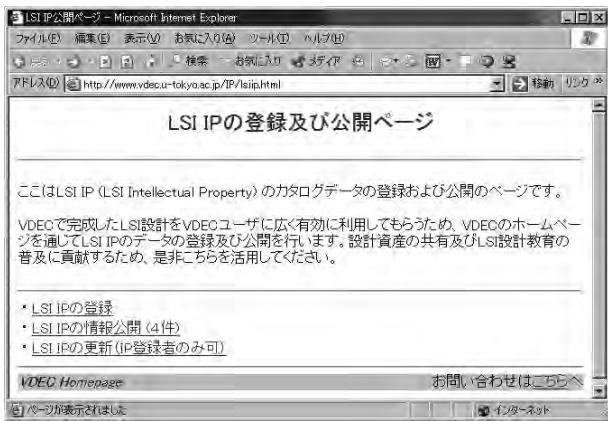 LSI IP公開ページ - Microsoft Internet Explorer
ファイル(F) 編集(E) 表示(V) お気に入り(A) ツール(T) ヘルプ(H)
検索 お気に入り メディア
アドレス(D) http://www.vdec.u-tokyo.ac.jp/IP/lsiip.html 移動 リンク »
LSI IPの登録及び公開ページ
ここはLSI IP (LSI Intellectual Property) のカタログデータの登録および公開のページです。
VDECで完成したLSI設計をVDECユーザに広く有効に利用してもらうため、VDECのホームペー
ジを通じてLSI IPのデータの登録及び公開を行います。設計資産の共有及びLSI設計教育の
普及に貢献するため、是非こちらを活用してください。
・LSI IPの登録
・LSI IPの情報公開 (4件)
・LSI IPの更新(IP登録者のみ可)
VDEC Homepage お問い合わせはこちらへ
ページが表示されました インターネット